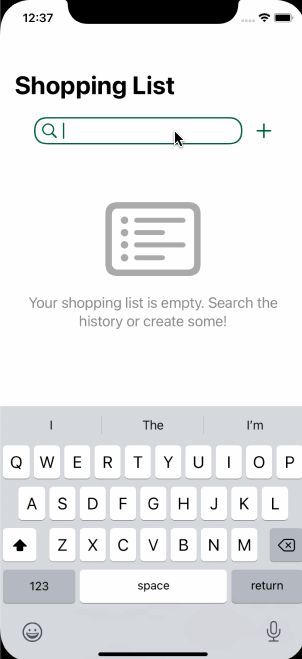 12:37
Shopping List
Your shopping list is empty. Search the
history or create some!
I The I'm
Q W E R T Y U I O P
A S D F G H J K L
Z X C V B N M
123 space return